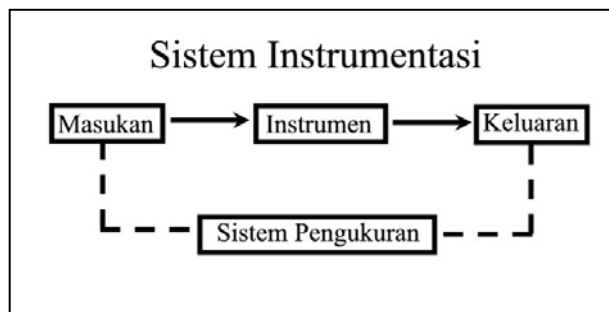 Sistem Instrumentasi
Masukan
Instrumen
Keluaran
Sistem Pengukuran